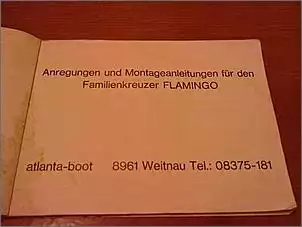 Anregungen und Montageanleitungen für den
Familienkreuzer FLAMINGO
atlanta-boot 8961 Weitnau Tel.: 08375-181